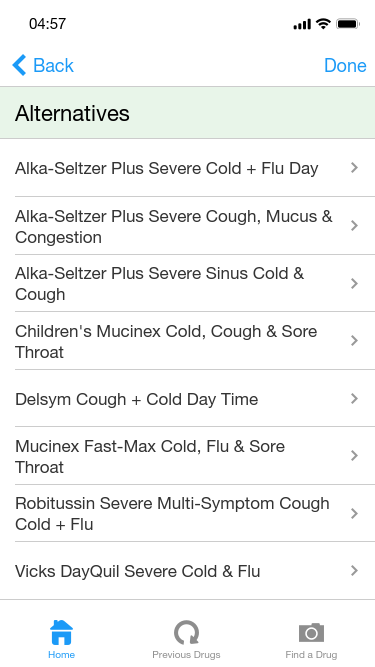 04:57
Back
Done
Alternatives
Alka-Seltzer Plus Severe Cold + Flu Day
Alka-Seltzer Plus Severe Cough, Mucus &
Congestion
Alka-Seltzer Plus Severe Sinus Cold &
Cough
Children's Mucinex Cold, Cough & Sore
Throat
Delsym Cough + Cold Day Time
Mucinex Fast-Max Cold, Flu & Sore
Throat
Robitussin Severe Multi-Symptom Cough
Cold + Flu
Vicks DayQuil Severe Cold & Flu
Home
Previous Drugs
Find a Drug